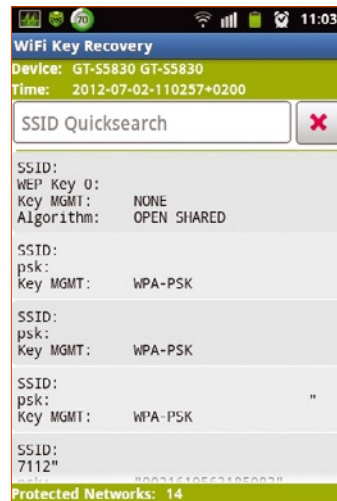 70 11:03
WiFi Key Recovery
Device: GT-S5830 GT-S5830
Time: 2012-07-02-110257+0200
SSID Quicksearch
SSID:
WEP Key 0:
Key MGMT: NONE
Algorithm: OPEN SHARED
SSID:
psk:
Key MGMT: WPA-PSK
SSID:
psk:
Key MGMT: WPA-PSK
SSID:
psk: "
Key MGMT: WPA-PSK
SSID:
7112"
Protected Networks: 14